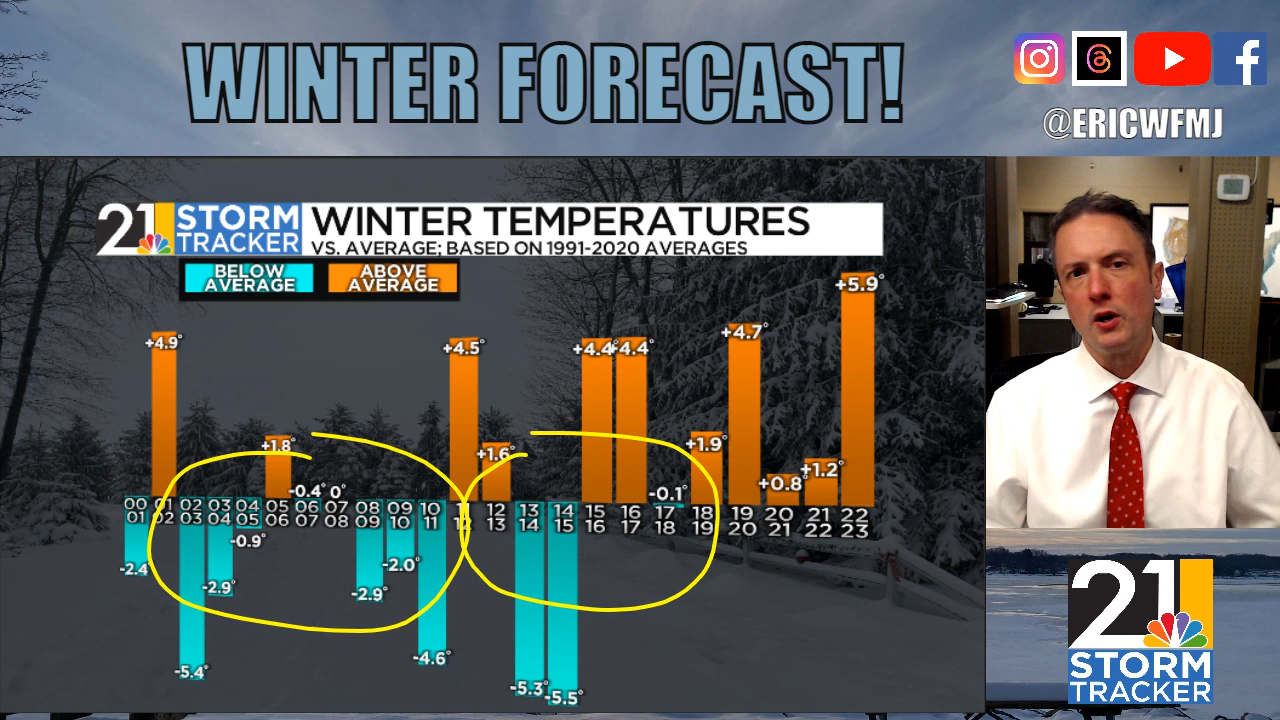 WINTER FORECAST!
@ERICWFMJ
21 STORM TRACKER
WINTER TEMPERATURES
VS. AVERAGE; BASED ON 1991-2020 AVERAGES
BELOW AVERAGE
ABOVE AVERAGE
+5.9°
+4.7°
+4.9°
+4.5°
+4.4°
+4.4°
+1.8°
+1.6°
+1.9°
+1.2°
+0.8°
-0.4°
0°
-0.1°
00 01 02 03 04 05 06 07 08 09 10 11 12 13 14 15 16 17 18 19 20 21 22
01 02 03 04 05 06 07 08 09 10 11 12 13 14 15 16 17 18 19 20 21 22 23
-0.9°
-2.4°
-2.9°
-2.9°
-2.0°
-5.4°
-4.6°
-5.3°
-5.5°
21
STORM
TRACKER